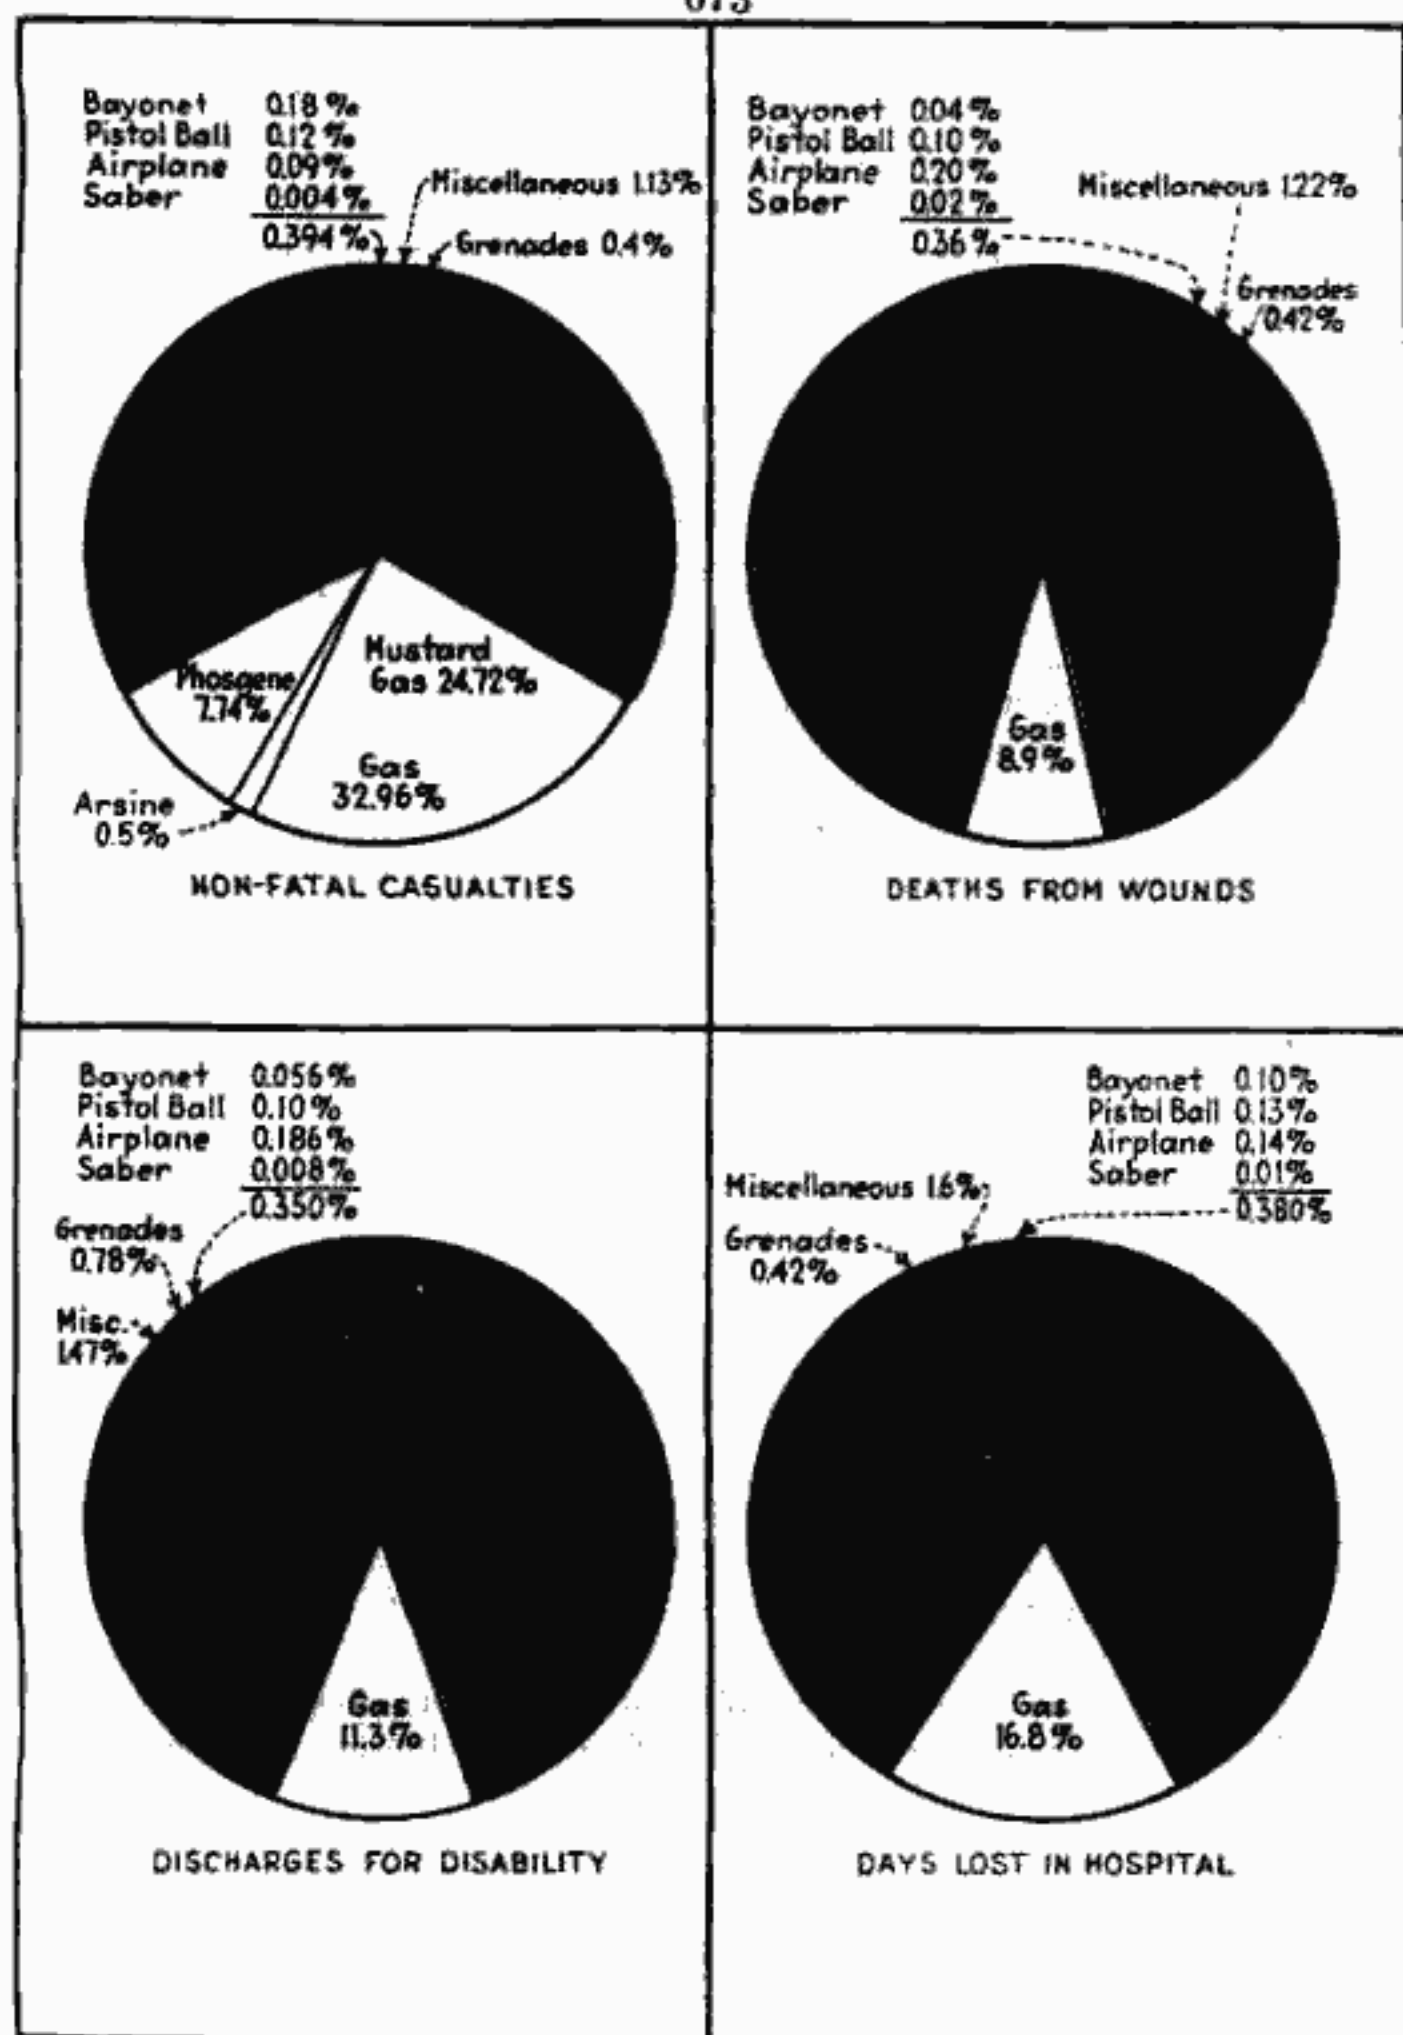 Bayonet 0.18%
Pistol Ball 0.12%
Airplane 0.09%
Saber 0.004%
0.394%
Miscellaneous 1.13%
Grenades 0.4%
Phosgene
7.74%
Mustard
Gas 24.72%
Gas
32.96%
Arsine
0.5%
NON-FATAL CASUALTIES
Bayonet 0.04%
Pistol Ball 0.10%
Airplane 0.20%
Saber 0.02%
0.36%
Miscellaneous 1.22%
Grenades
0.42%
Gas
8.9%
DEATHS FROM WOUNDS
Bayonet 0.056%
Pistol Ball 0.10%
Airplane 0.186%
Saber 0.008%
0.350%
Grenades
0.78%
Misc.
1.47%
Gas
11.3%
DISCHARGES FOR DISABILITY
Bayonet 0.10%
Pistol Ball 0.13%
Airplane 0.14%
Saber 0.01%
0.380%
Miscellaneous 1.6%
Grenades
0.42%
Gas
16.8%
DAYS LOST IN HOSPITAL